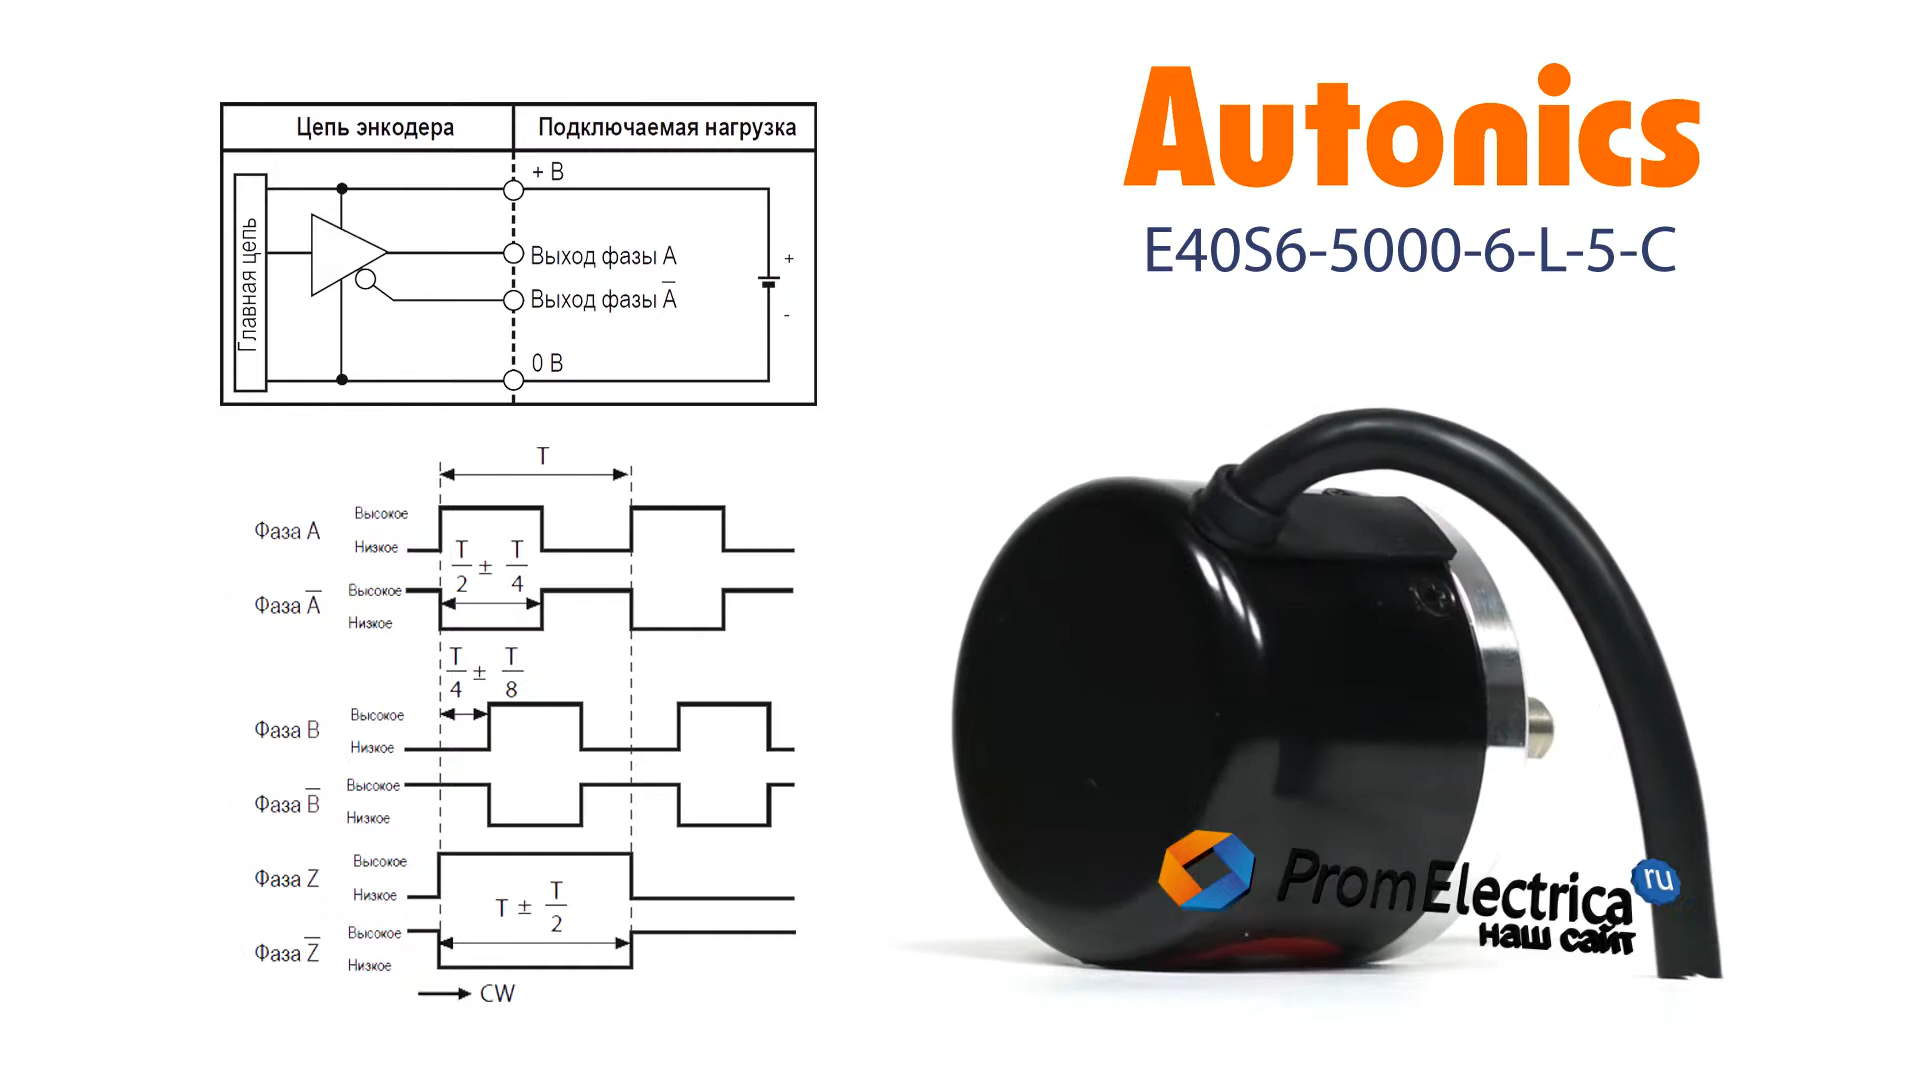 Цепь энкодера
Подключаемая нагрузка
Главная цепь
+ В
Выход фазы А
Выход фазы А̅
0 В
+
-
T
Фаза А
Высокое
Низкое
T/2 ± T/4
Фаза А̅
Высокое
Низкое
T/4 ± T/8
Фаза В
Высокое
Низкое
Фаза В̅
Высокое
Низкое
Фаза Z
Высокое
Низкое
T ± T/2
Фаза Z̅
Высокое
Низкое
CW
Autonics
E40S6-5000-6-L-5-C
PromElectrica ru
наш сайт